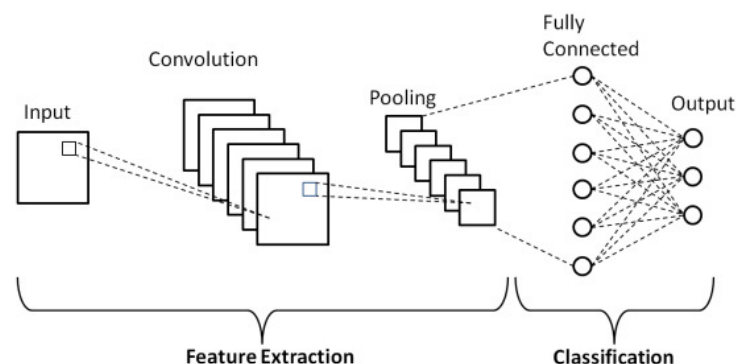 Input
Convolution
Pooling
Fully
Connected
Output
Feature Extraction
Classification